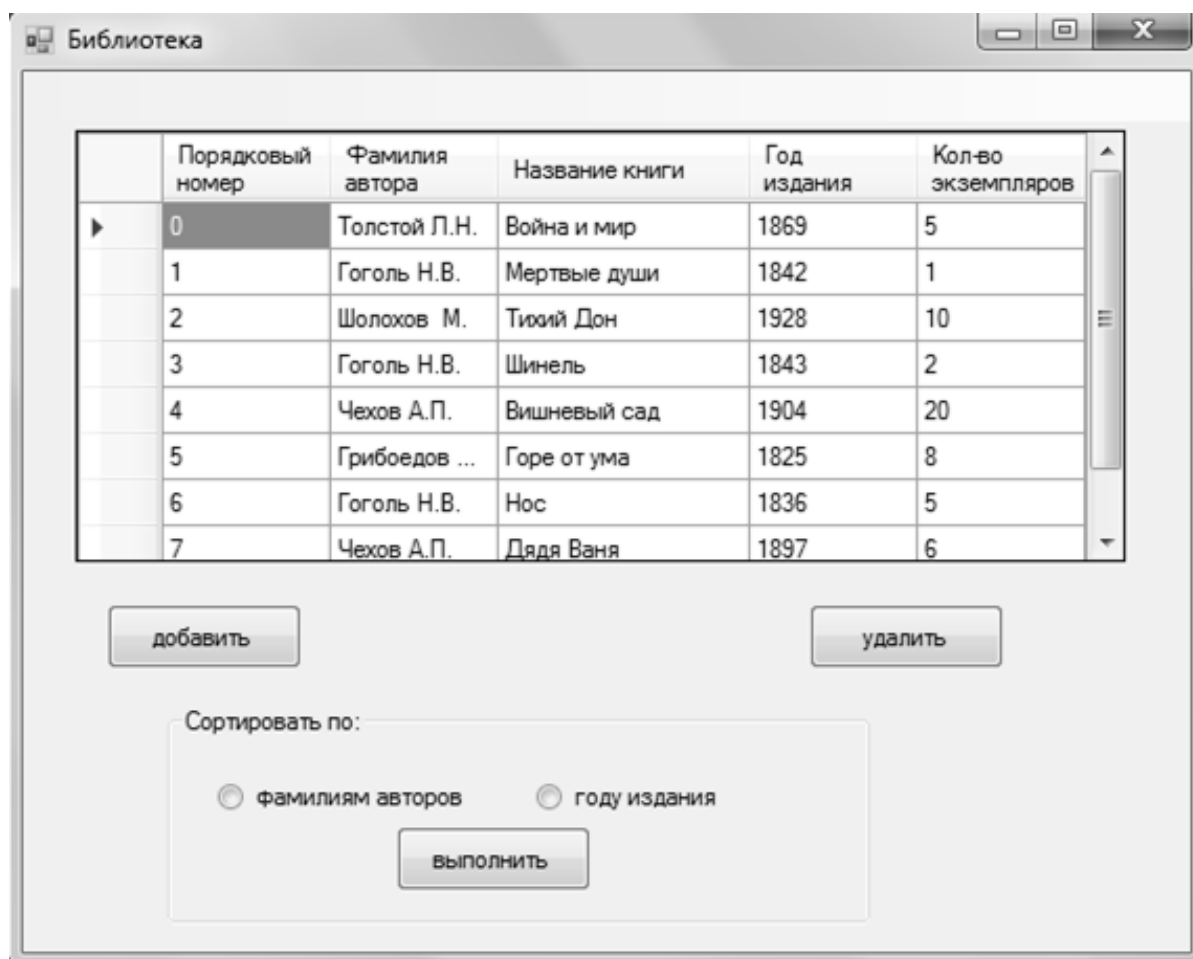 Библиотека
Порядковый номер Фамилия автора Название книги Год издания Кол-во экземпляров
0 Толстой Л.Н. Война и мир 1869 5
1 Гоголь Н.В. Мертвые души 1842 1
2 Шолохов М. Тихий Дон 1928 10
3 Гоголь Н.В. Шинель 1843 2
4 Чехов А.П. Вишневый сад 1904 20
5 Грибоедов ... Горе от ума 1825 8
6 Гоголь Н.В. Нос 1836 5
7 Чехов А.П. Дядя Ваня 1897 6
добавить удалить
Сортировать по:
фамилиям авторов году издания
выполнить